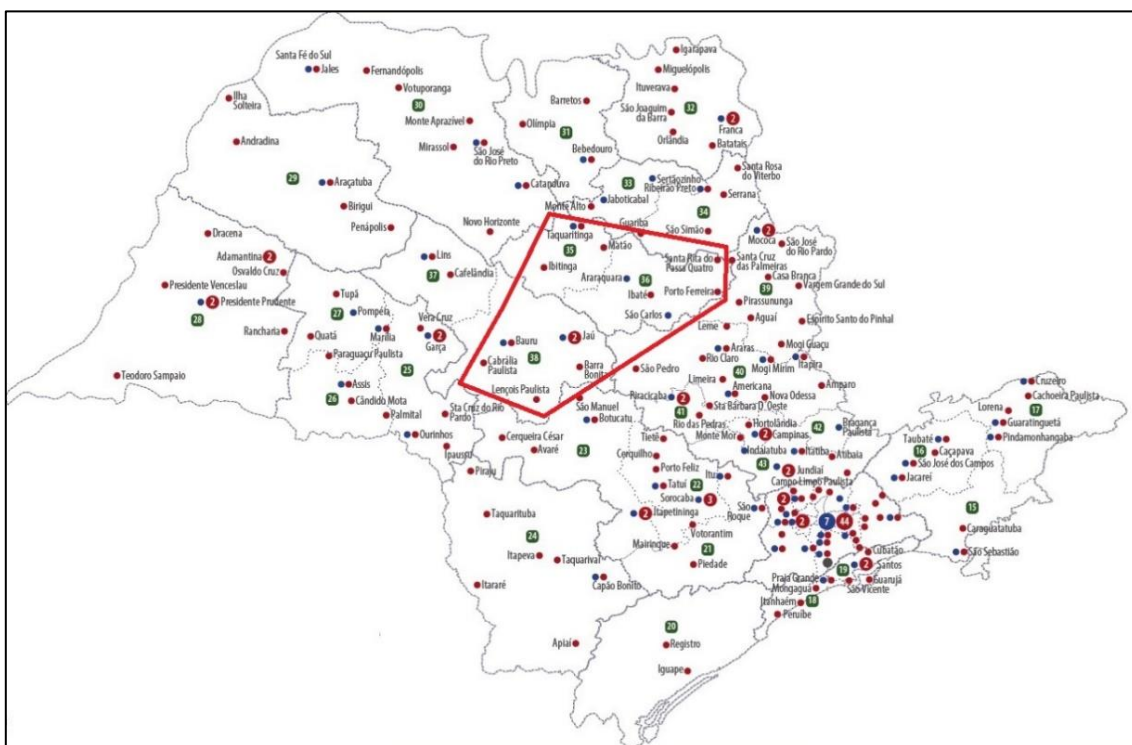 Igarapava
Santa Fé do Sul
Jales
Fernandópolis
Miguelópolis
Votuporanga
30
Ituverava
Ilha
Solteira
Barretos
São Joaquim
da Barra
32
Monte Aprazível
Olímpia
31
2
Franca
Orlândia
Andradina
Mirassol
São José
do Rio Preto
Bebedouro
Batatais
Santa Rosa
do Viterbo
29
Araçatuba
Catanduva
33
Sertãozinho
Ribeirão Preto
Jaboticabal
Serrana
Birigui
Monte Alto
34
Penápolis
Novo Horizonte
Guariba
São Simão
Dracena
Taquaritinga
2
Mococa
São José
do Rio Pardo
35
Matão
Adamantina
2
Lins
Santa Rita do
Passa Quatro
Santa Cruz
das Palmeiras
Osvaldo Cruz
37
Cafelândia
Ibitinga
Araraquara
36
Casa Branca
39
Vargem Grande do Sul
Presidente Venceslau
Tupã
Ibaté
Porto Ferreira
2
Presidente Prudente
27
Pompéia
Vera Cruz
São Carlos
Pirassununga
28
Aguaí
Espírito Santo do Pinhal
Rancharia
Quatá
Marília
2
Garça
Bauru
2
Jaú
Leme
Paraguaçu Paulista
38
Araras
Mogi Guaçu
Rio Claro
Mogi Mirim
Itapira
Teodoro Sampaio
25
Cabrália
Paulista
Barra
Bonita
São Pedro
40
Assis
Limeira
Americana
Amparo
Cruzeiro
26
Cândido Mota
Lençois Paulista
Piracicaba
2
Nova Odessa
Cachoeira Paulista
Palmital
Sta Cruz do Rio
Pardo
São Manuel
41
Sta Bárbara D´Oeste
Lorena
17
Botucatu
Rio das Pedras
Hortolândia
42
Bragança
Paulista
Guaratinguetá
Ourinhos
Cerqueira César
Tietê
Monte Mor
2
Campinas
Taubaté
Pindamonhangaba
Ipaussu
Avaré
23
Cerquilho
Indaiatuba
Itatiba
Atibaia
16
Caçapava
Piraju
Porto Feliz
43
2
Jundiaí
São José dos Campos
Tatuí
22
Itu
Campo Limpo Paulista
Jacareí
Sorocaba
3
2
Taquarituba
2
Itapetininga
São
Roque
2
7
44
15
24
Votorantim
Caraguatatuba
Itapeva
Taquarivaí
Mairinque
21
Cubatão
São Sebastião
Piedade
19
2
Santos
Itararé
Capão Bonito
Praia Grande
Guarujá
Mongaguá
São Vicente
18
Itanhaém
20
Peruíbe
Apiaí
Registro
Iguape